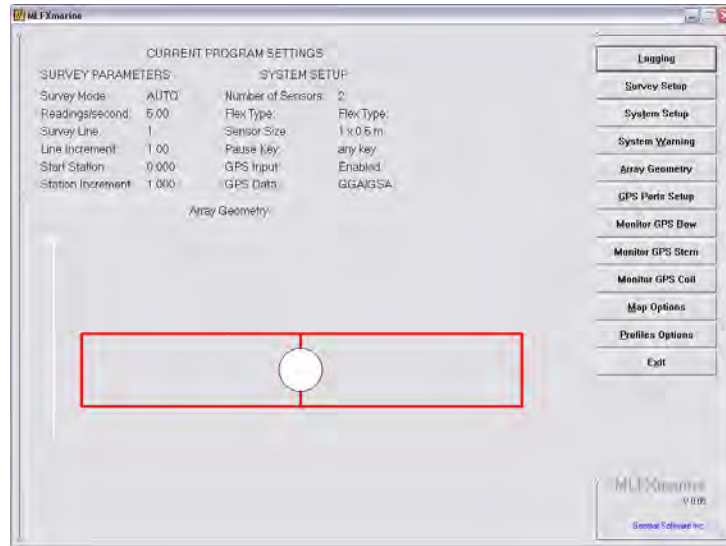 MLFXmarine
CURRENT PROGRAM SETTINGS
SURVEY PARAMETERS SYSTEM SETUP
Survey Mode: AUTO Number of Sensors: 2
Readings/second: 5.00 Flex Type: Flex Type:
Survey Line: 1 Sensor Size: 1 x 0.5 m
Line Increment: 1.00 Pause Key: any key
Start Station: 0.000 GPS Input: Enabled
Station Increment: 1.000 GPS Data: GGA/GSA
Array Geometry
Logging
Survey Setup
System Setup
System Warning
Array Geometry
GPS Ports Setup
Monitor GPS Bow
Monitor GPS Stern
Monitor GPS Coil
Map Options
Profiles Options
Exit
MLFXmarine
Geomar Software Inc.